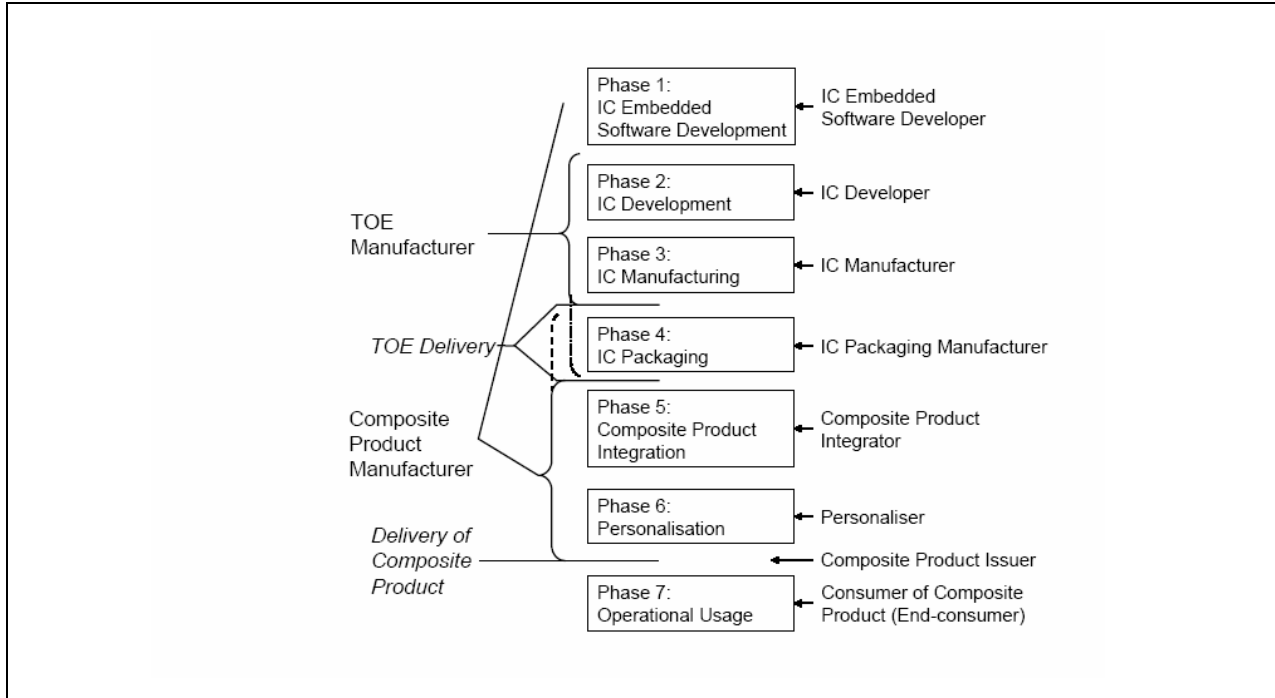 Phase 1:
IC Embedded
Software Development
IC Embedded
Software Developer
Phase 2:
IC Development
IC Developer
TOE
Manufacturer
Phase 3:
IC Manufacturing
IC Manufacturer
TOE Delivery
Phase 4:
IC Packaging
IC Packaging Manufacturer
Composite
Product
Manufacturer
Phase 5:
Composite Product
Integration
Composite Product
Integrator
Phase 6:
Personalisation
Personaliser
Delivery of
Composite
Product
Composite Product Issuer
Phase 7:
Operational Usage
Consumer of Composite
Product (End-consumer)